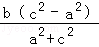 b ( c² − a² )
a² + c²